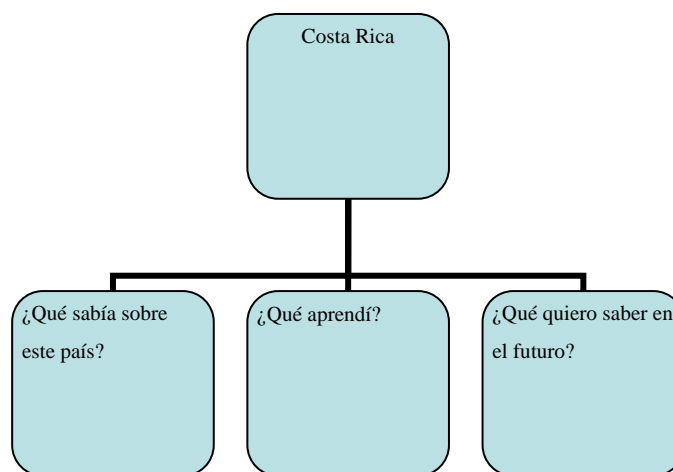 Costa Rica
¿Qué sabía sobre
este país?
¿Qué aprendí?
¿Qué quiero saber en
el futuro?